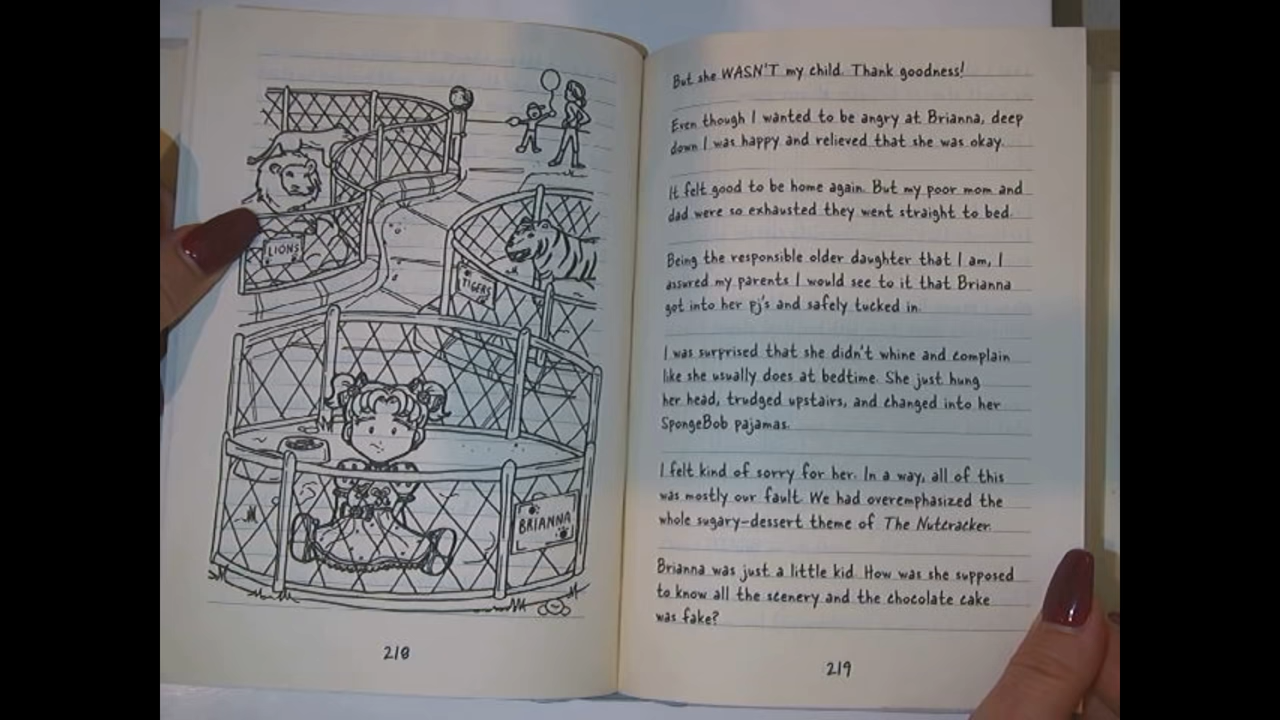 LIONS
TIGERS
BRIANNA
218
But she WASN'T my child. Thank goodness!
Even though I wanted to be angry at Brianna, deep
down I was happy and relieved that she was okay.
It felt good to be home again. But my poor mom and
dad were so exhausted they went straight to bed.
Being the responsible older daughter that I am, I
assured my parents I would see to it that Brianna
got into her pj's and safely tucked in.
I was surprised that she didn't whine and complain
like she usually does at bedtime. She just hung
her head, trudged upstairs, and changed into her
SpongeBob pajamas.
I felt kind of sorry for her. In a way, all of this
was mostly our fault. We had overemphasized the
whole sugary-dessert theme of The Nutcracker.
Brianna was just a little kid. How was she supposed
to know all the scenery and the chocolate cake
was fake?
219